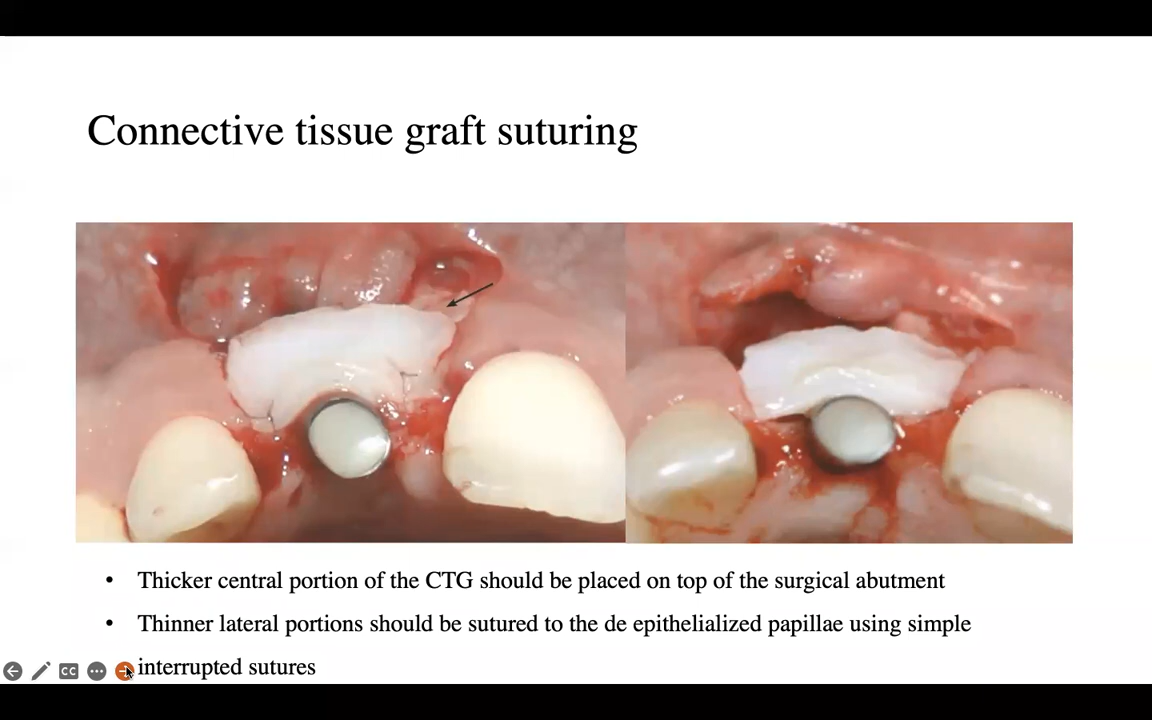 Connective tissue graft suturing
• Thicker central portion of the CTG should be placed on top of the surgical abutment
• Thinner lateral portions should be sutured to the de epithelialized papillae using simple
interrupted sutures
CC